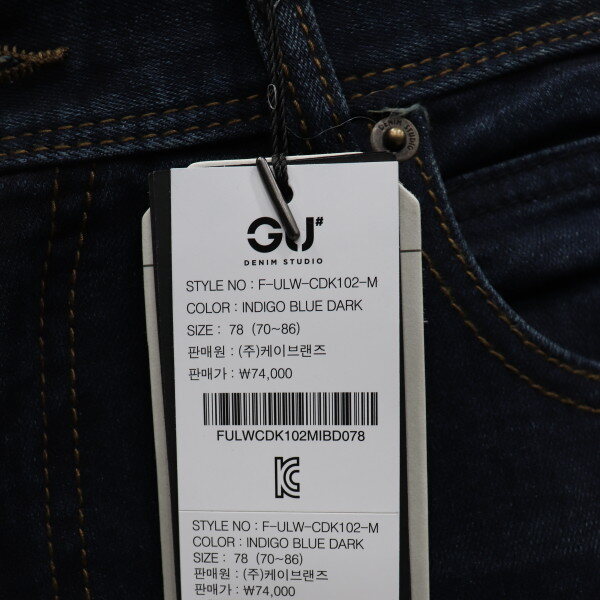 DENIM STUDIO
GU#
DENIM STUDIO
STYLE NO : F-ULW-CDK102-M
COLOR : INDIGO BLUE DARK
SIZE : 78 (70~86)
판매원 : (주)케이브랜즈
판매가 : ₩74,000
FULWCDK102MIBD078
STYLE NO : F-ULW-CDK102-M
COLOR : INDIGO BLUE DARK
SIZE : 78 (70~86)
판매원 : (주)케이브랜즈
판매가 : ₩74,000